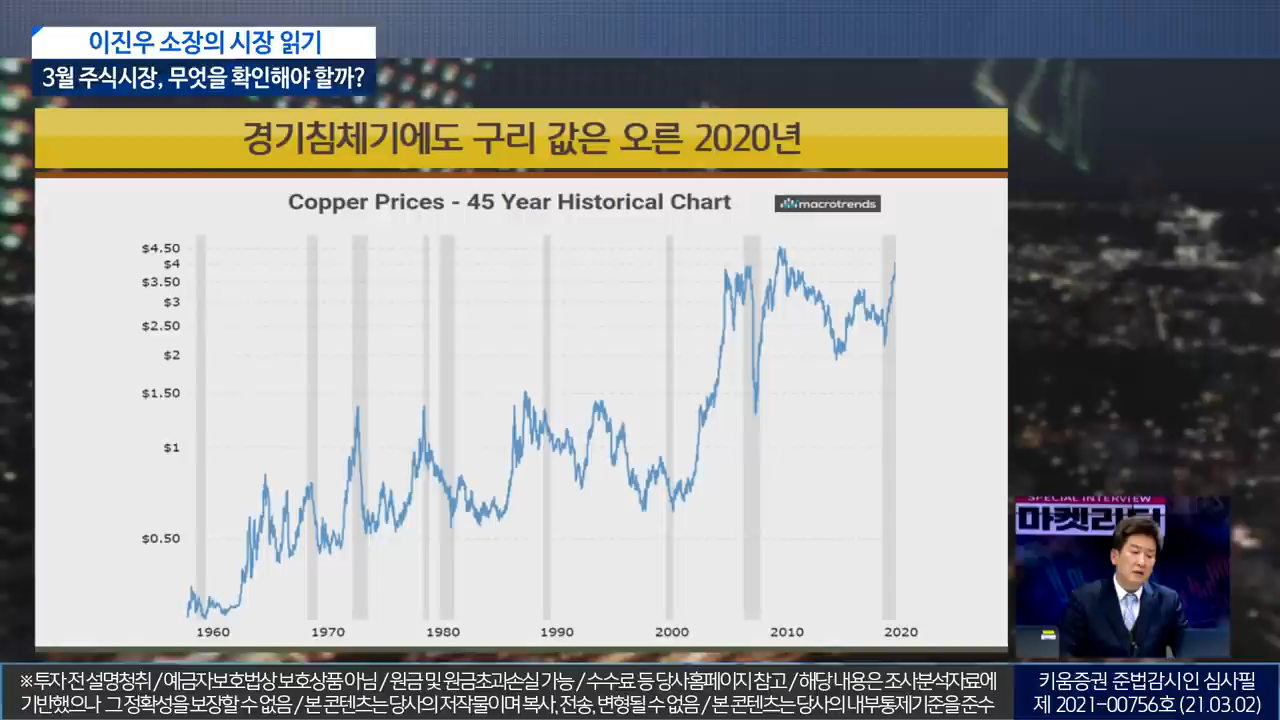 이진우 소장의 시장 읽기
3월 주식시장, 무엇을 확인해야 할까?
경기침체기에도 구리 값은 오른 2020년
Copper Prices - 45 Year Historical Chart
macrotrends
$4.50
$4
$3.50
$3
$2.50
$2
$1.50
$1
$0.50
1960 1970 1980 1990 2000 2010 2020
SPECIAL INTERVIEW
※ 투자 전 설명청취 / 예금자보호법상 보호상품 아님 / 원금 및 원금초과손실 가능 / 수수료 등 당사홈페이지 참고 / 해당 내용은 조사분석자료에
기반했으나 그 정확성을 보장할 수 없음 / 본 콘텐츠는 당사의 저작물이며 복사, 전송, 변형될 수 없음 / 본 콘텐츠는 당사의 내부통제기준을 준수
키움증권 준법감시인 심사필
제 2021-00756호 (21.03.02)